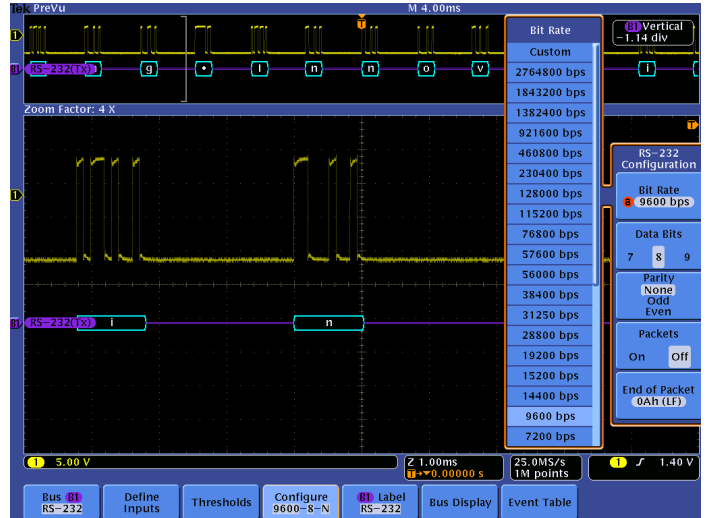 Tek PreVu
M 4.00ms
B1 Vertical
-1.14 div
1
T
B1 RS-232(Tx)
g
•
l
n
n
o
v
i
Zoom Factor: 4 X
T
1
B1 RS-232(Tx)
i
n
Bit Rate
Custom
2764800 bps
1843200 bps
1382400 bps
921600 bps
460800 bps
230400 bps
128000 bps
115200 bps
76800 bps
57600 bps
56000 bps
38400 bps
31250 bps
28800 bps
19200 bps
15200 bps
14400 bps
9600 bps
7200 bps
RS-232
Configuration
Bit Rate
a 9600 bps
Data Bits
7 8 9
Parity
None
Odd
Even
Packets
On Off
End of Packet
0Ah (LF)
1 5.00 V
Z 1.00ms
T→▼0.00000 s
25.0MS/s
1M points
1 ∫ 1.40 V
Bus B1
RS-232
Define
Inputs
Thresholds
Configure
9600-8-N
B1 Label
RS-232
Bus Display
Event Table